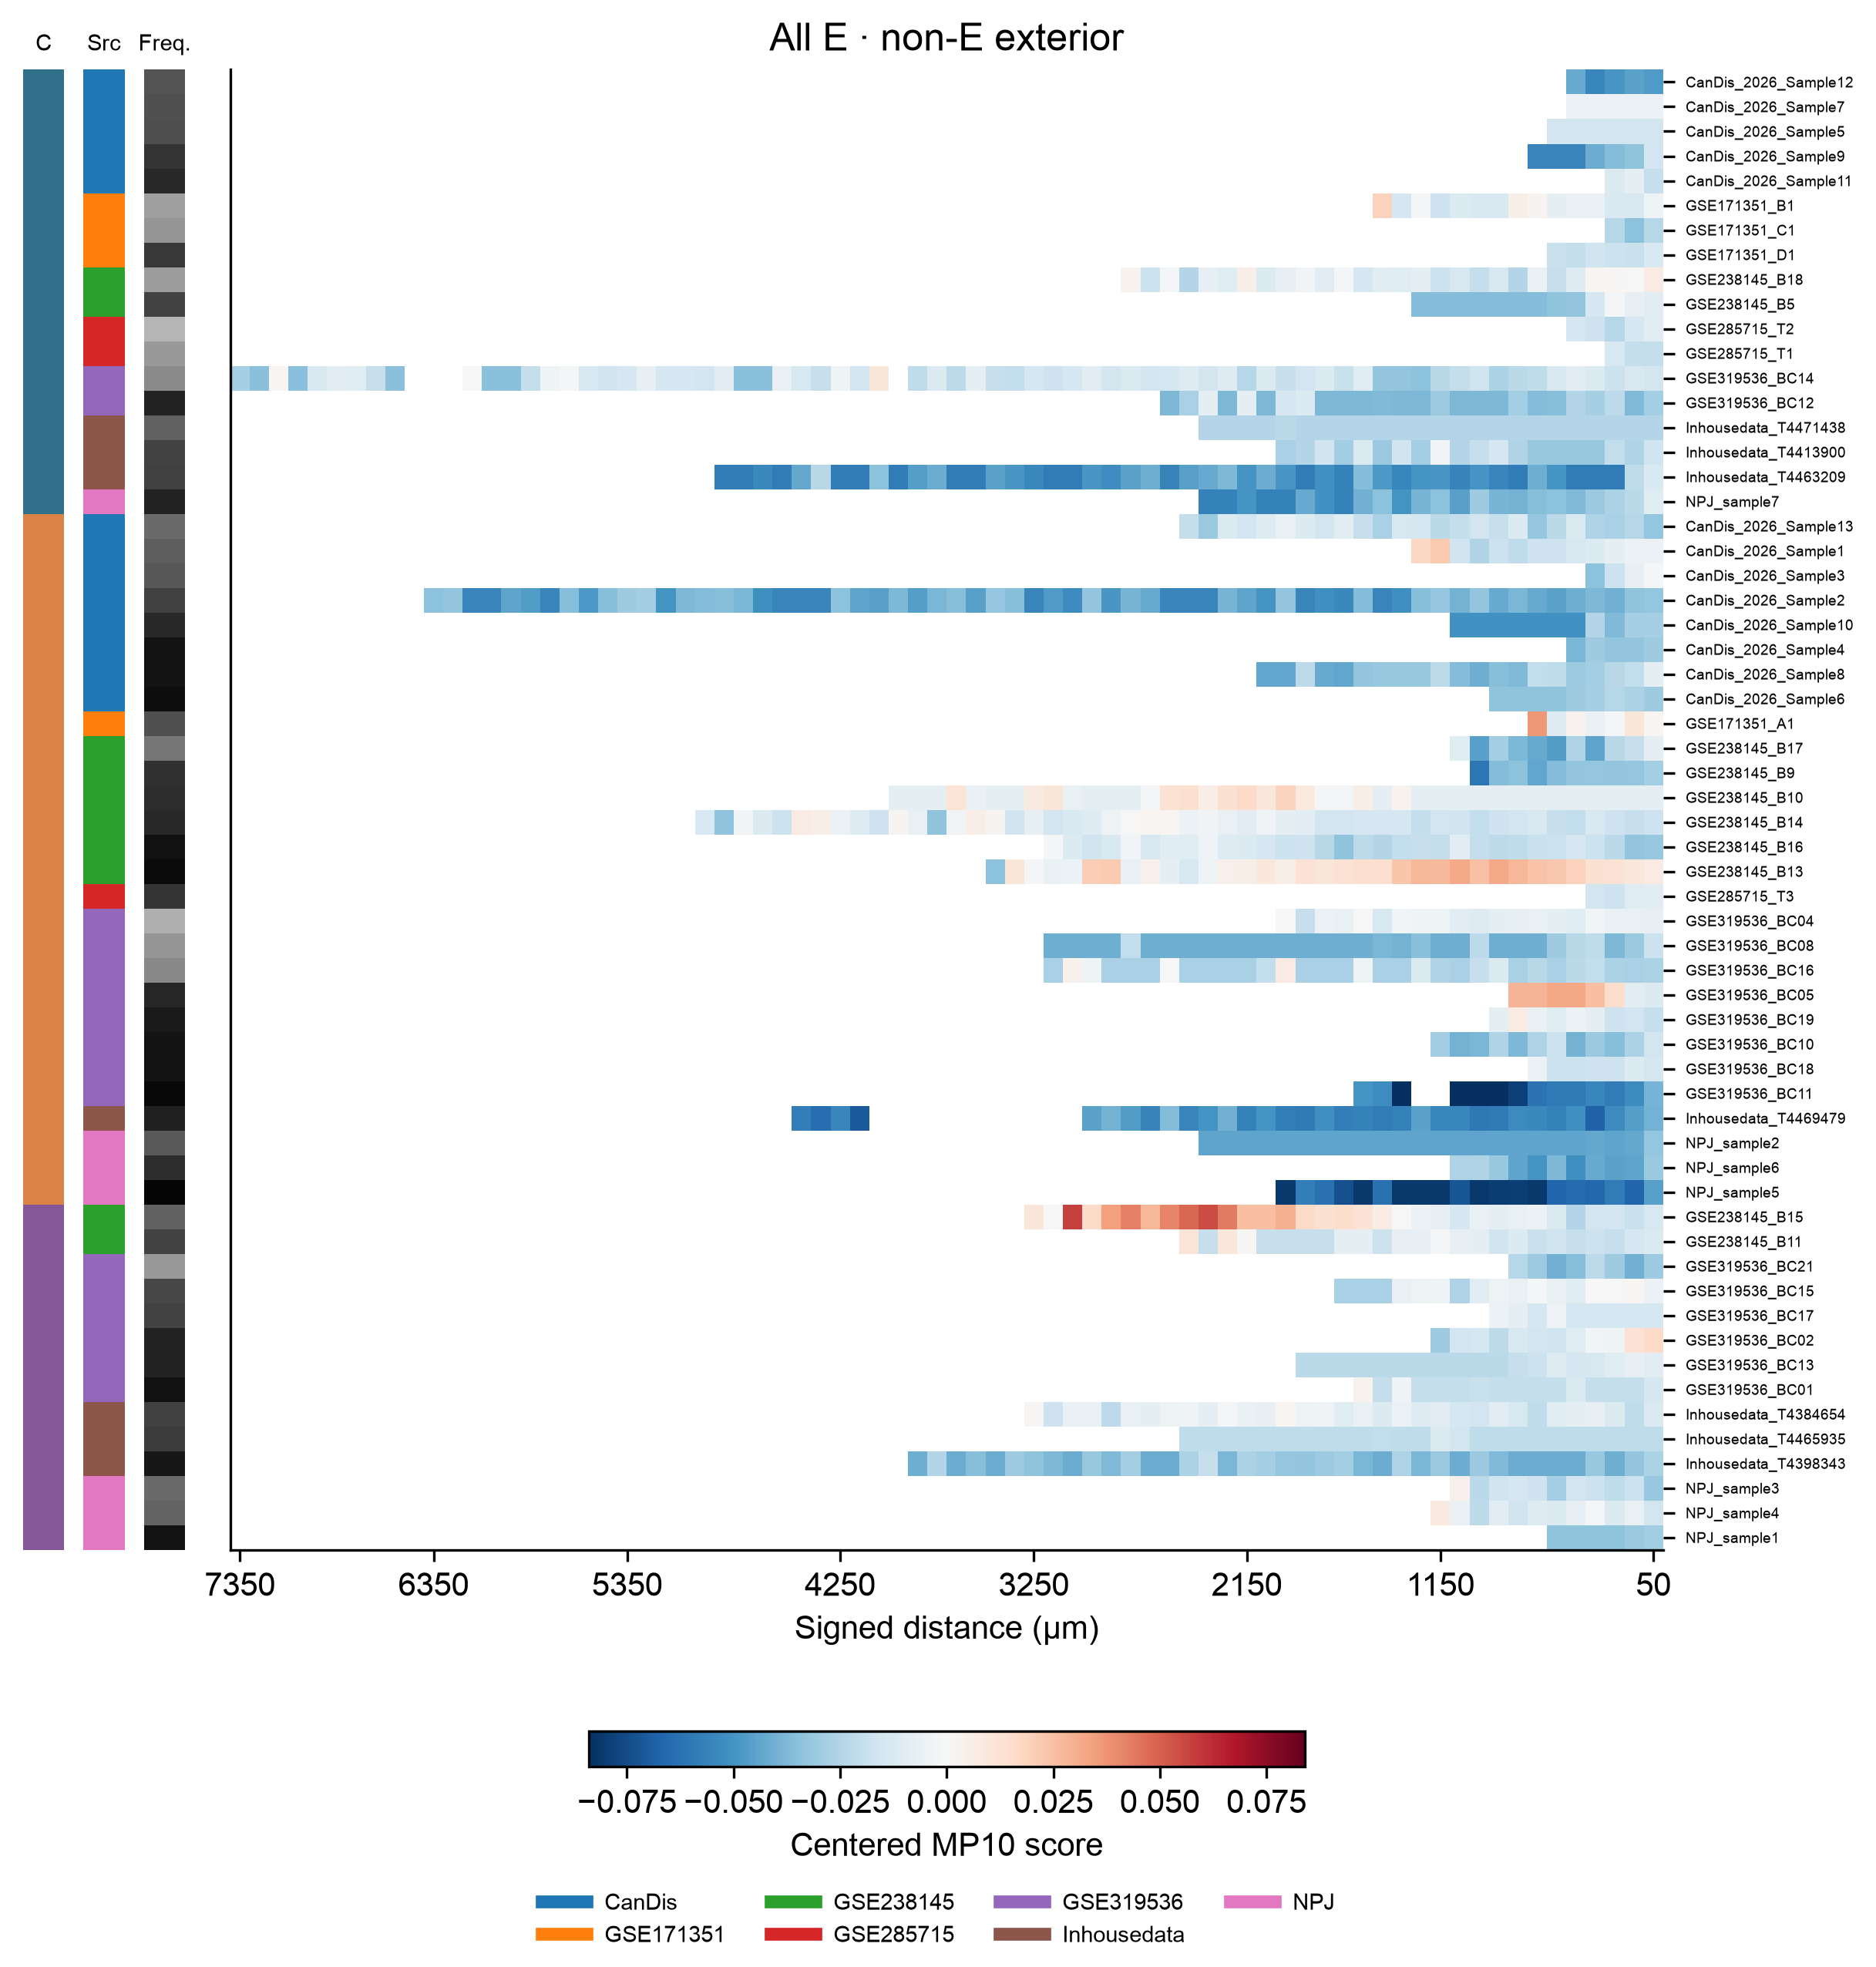 All E · non-E exterior
C Src Freq.
CanDis_2026_Sample12
CanDis_2026_Sample7
CanDis_2026_Sample5
CanDis_2026_Sample9
CanDis_2026_Sample11
GSE171351_B1
GSE171351_C1
GSE171351_D1
GSE238145_B18
GSE238145_B5
GSE285715_T2
GSE285715_T1
GSE319536_BC14
GSE319536_BC12
Inhousedata_T4471438
Inhousedata_T4413900
Inhousedata_T4463209
NPJ_sample7
CanDis_2026_Sample13
CanDis_2026_Sample1
CanDis_2026_Sample3
CanDis_2026_Sample2
CanDis_2026_Sample10
CanDis_2026_Sample4
CanDis_2026_Sample8
CanDis_2026_Sample6
GSE171351_A1
GSE238145_B17
GSE238145_B9
GSE238145_B10
GSE238145_B14
GSE238145_B16
GSE238145_B13
GSE285715_T3
GSE319536_BC04
GSE319536_BC08
GSE319536_BC16
GSE319536_BC05
GSE319536_BC19
GSE319536_BC10
GSE319536_BC18
GSE319536_BC11
Inhousedata_T4469479
NPJ_sample2
NPJ_sample6
NPJ_sample5
GSE238145_B15
GSE238145_B11
GSE319536_BC21
GSE319536_BC15
GSE319536_BC17
GSE319536_BC02
GSE319536_BC13
GSE319536_BC01
Inhousedata_T4384654
Inhousedata_T4465935
Inhousedata_T4398343
NPJ_sample3
NPJ_sample4
NPJ_sample1
7350 6350 5350 4250 3250 2150 1150 50
Signed distance (µm)
−0.075 −0.050 −0.025 0.000 0.025 0.050 0.075
Centered MP10 score
CanDis GSE238145 GSE319536 NPJ
GSE171351 GSE285715 Inhousedata